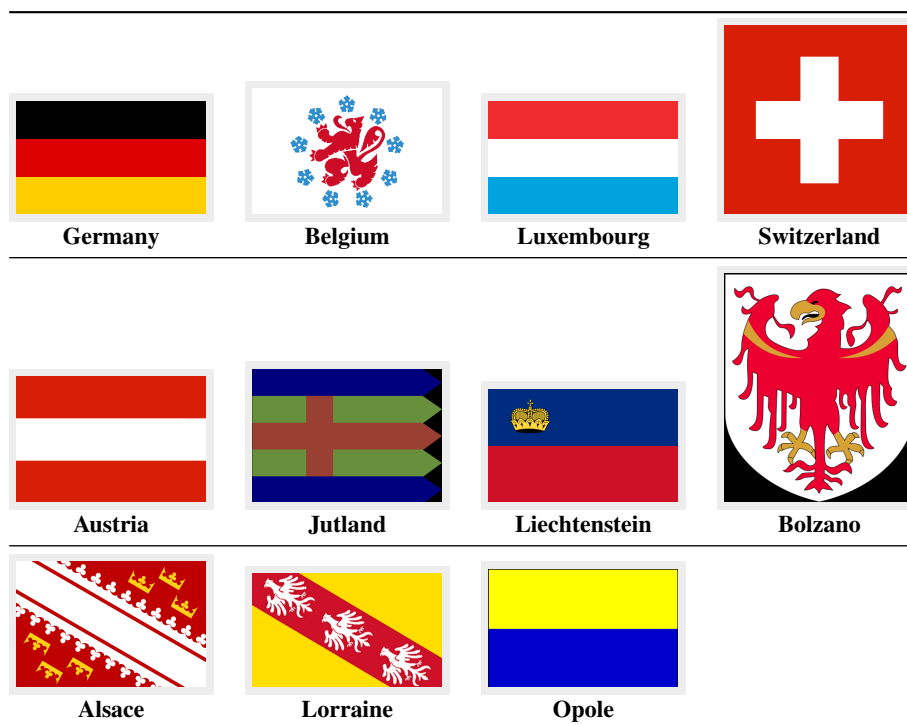 Germany Belgium Luxembourg Switzerland
Austria Jutland Liechtenstein Bolzano
Alsace Lorraine Opole